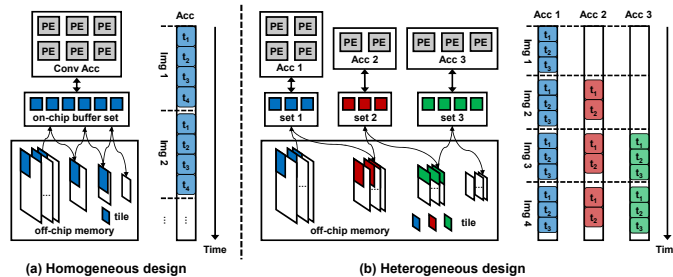 PE PE
PE PE PE
Conv Acc
on-chip buffer set
...
...
tile
off-chip memory
Acc
Img 1
t1
t2
t3
t4
Img 2
t1
t2
t3
t4
...
...
Time
(a) Homogeneous design
PE PE
PE PE
Acc 1
PE PE
Acc 2
PE PE PE
Acc 3
set 1
set 2
set 3
...
...
...
tile
off-chip memory
Acc 1 Acc 2 Acc 3
Img 1
t1
t2
t3
Img 2
t1 t1
t2 t2
t3
Img 3
t1 t1 t1
t2 t2 t2
t3 t3
Img 4
t1 t1 t1
t2 t2 t2
t3 t3
Time
(b) Heterogeneous design